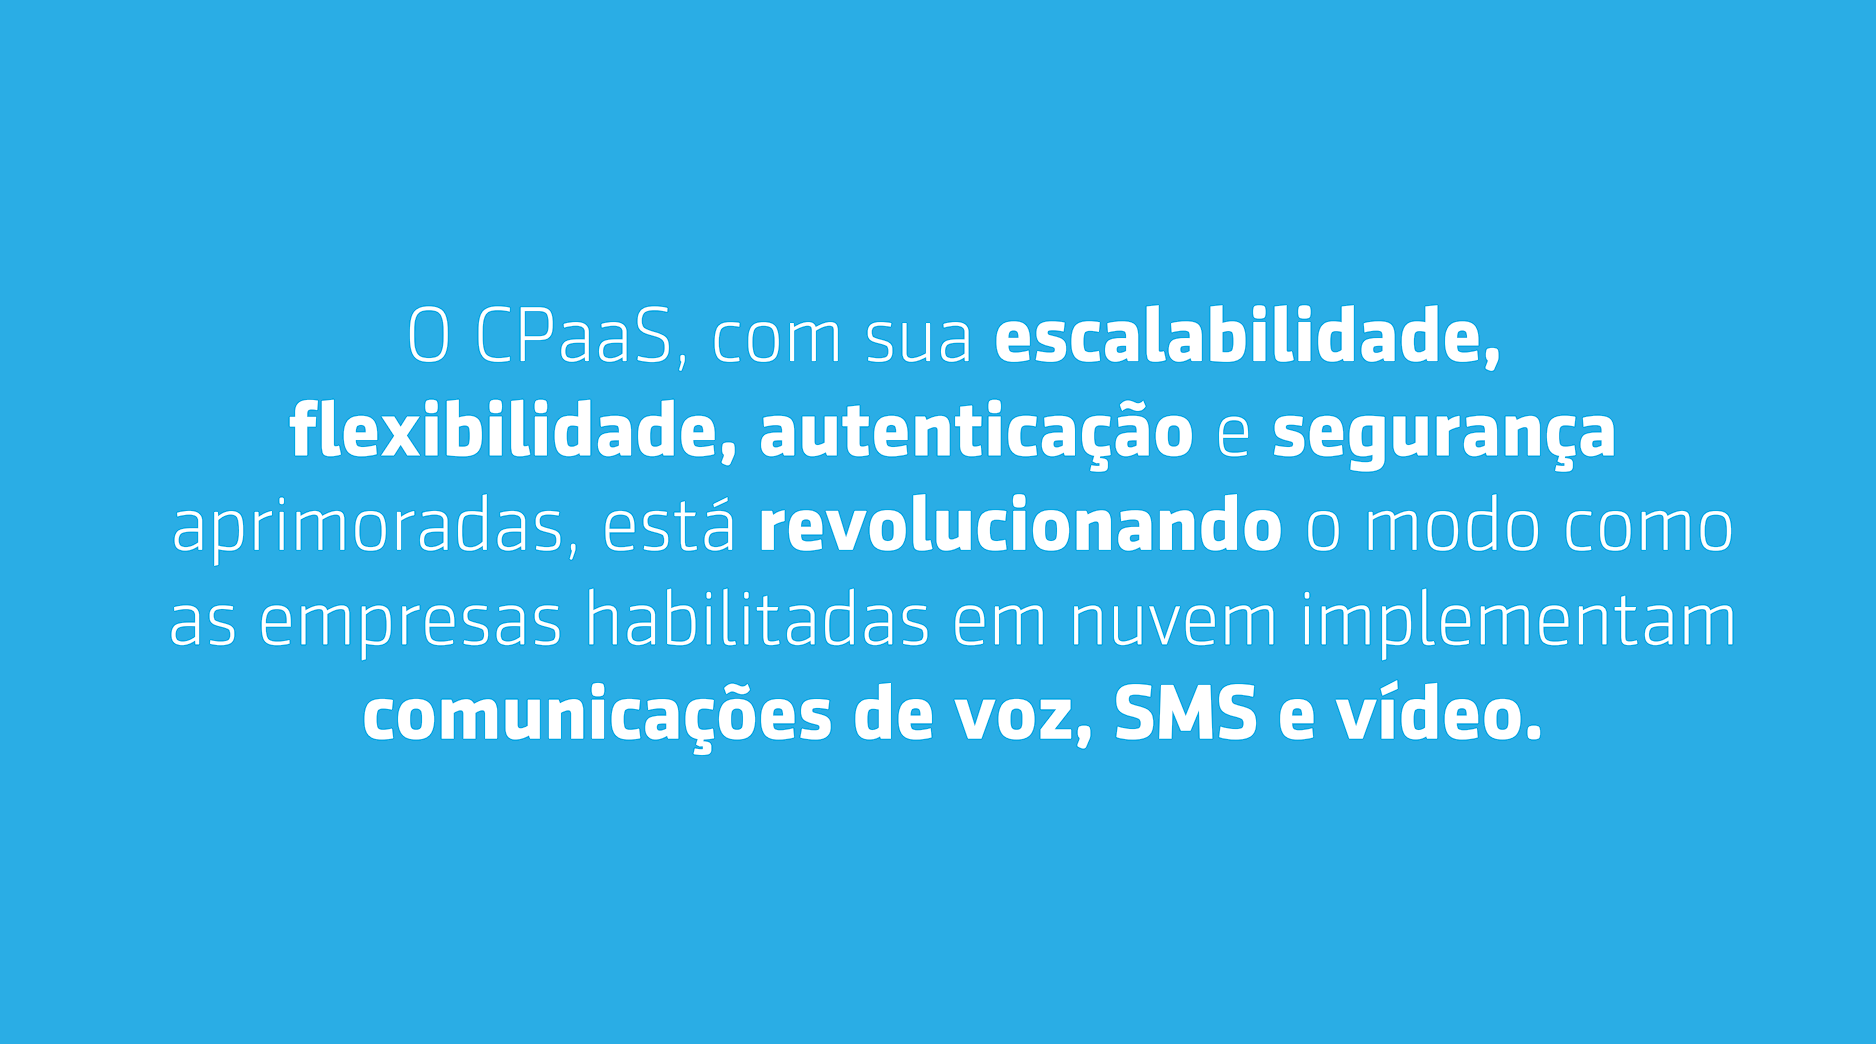 O CPaaS, com sua escalabilidade,
flexibilidade, autenticação e segurança
aprimoradas, está revolucionando o modo como
as empresas habilitadas em nuvem implementam
comunicações de voz, SMS e vídeo.